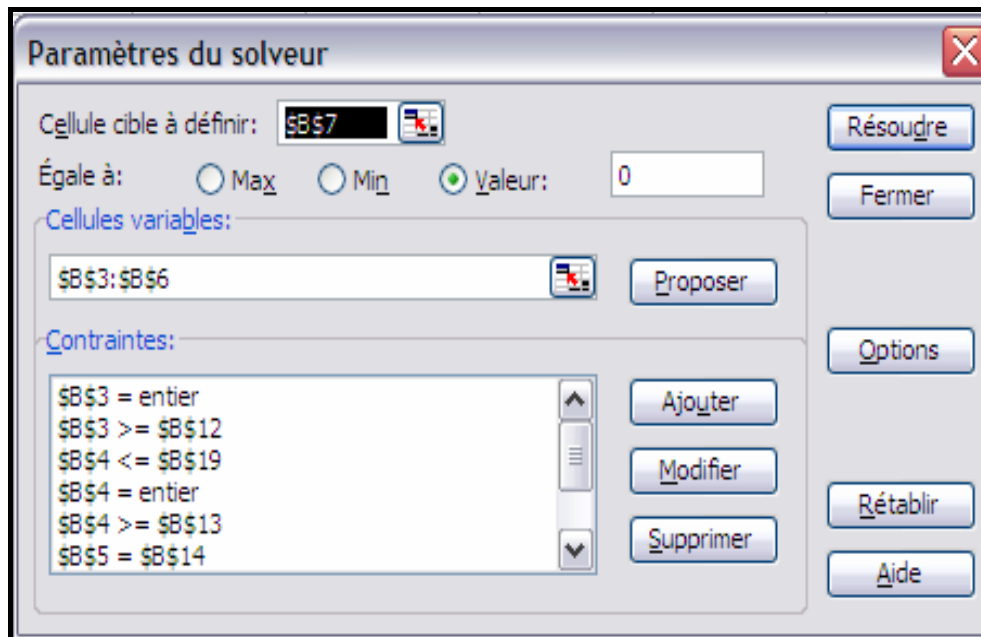 Paramètres du solveur
Cellule cible à définir: $B$7
Résoudre
Égale à: Max Min Valeur: 0
Fermer
Cellules variables:
$B$3:$B$6
Proposer
Contraintes:
Options
$B$3 = entier
Ajouter
$B$3 >= $B$12
$B$4 <= $B$19
Modifier
$B$4 = entier
Rétablir
$B$4 >= $B$13
Supprimer
$B$5 = $B$14
Aide